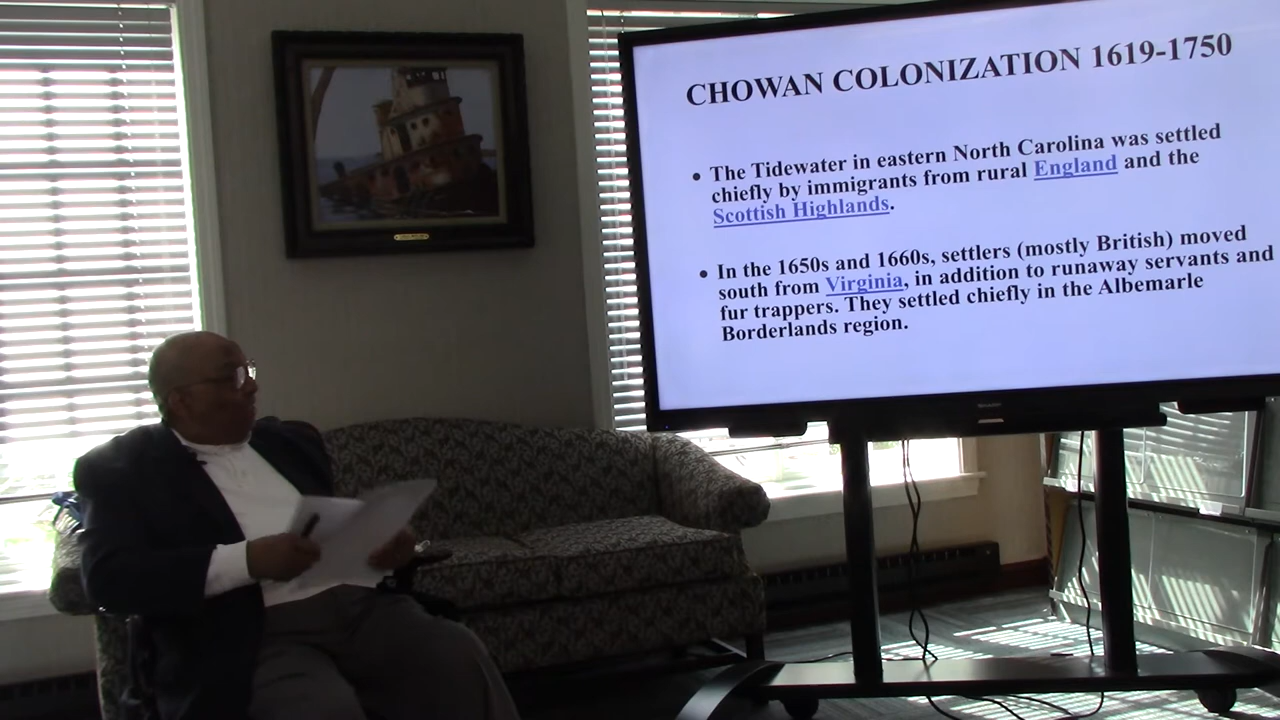 CHOWAN COLONIZATION 1619-1750
• The Tidewater in eastern North Carolina was settled
chiefly by immigrants from rural England and the
Scottish Highlands.
• In the 1650s and 1660s, settlers (mostly British) moved
south from Virginia, in addition to runaway servants and
fur trappers. They settled chiefly in the Albemarle
Borderlands region.